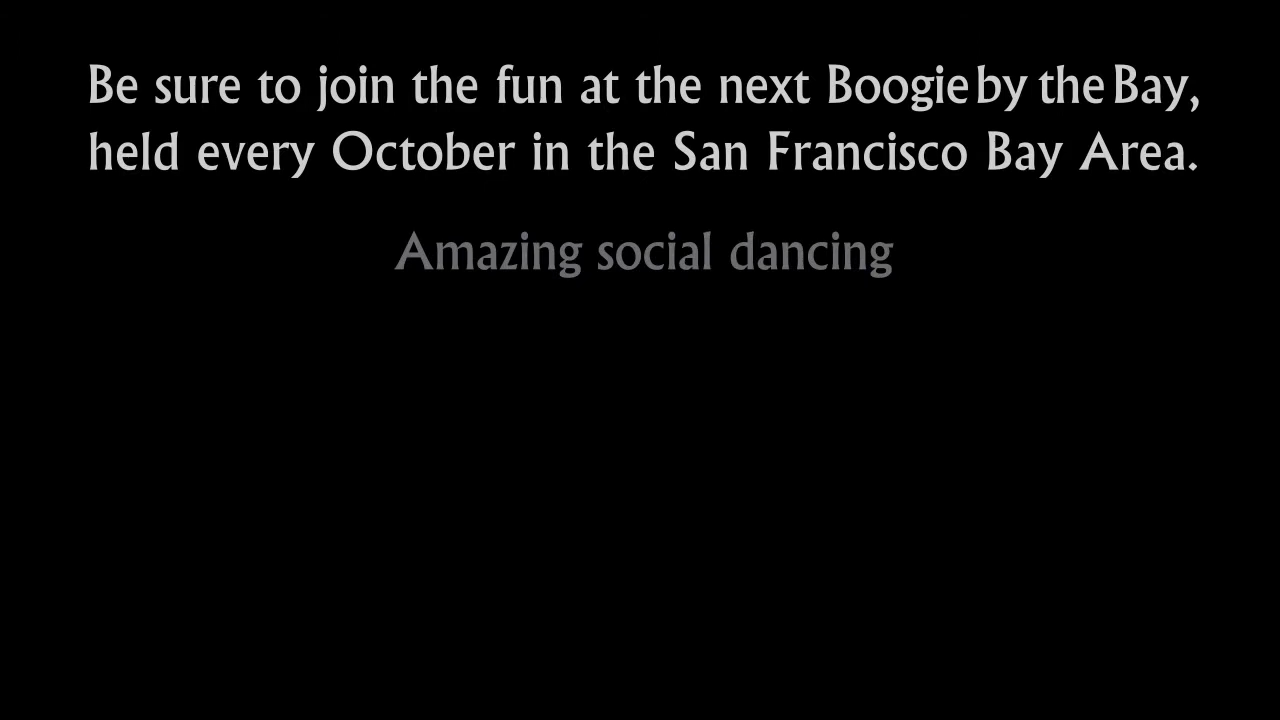 Be sure to join the fun at the next Boogie by the Bay,
held every October in the San Francisco Bay Area.
Amazing social dancing